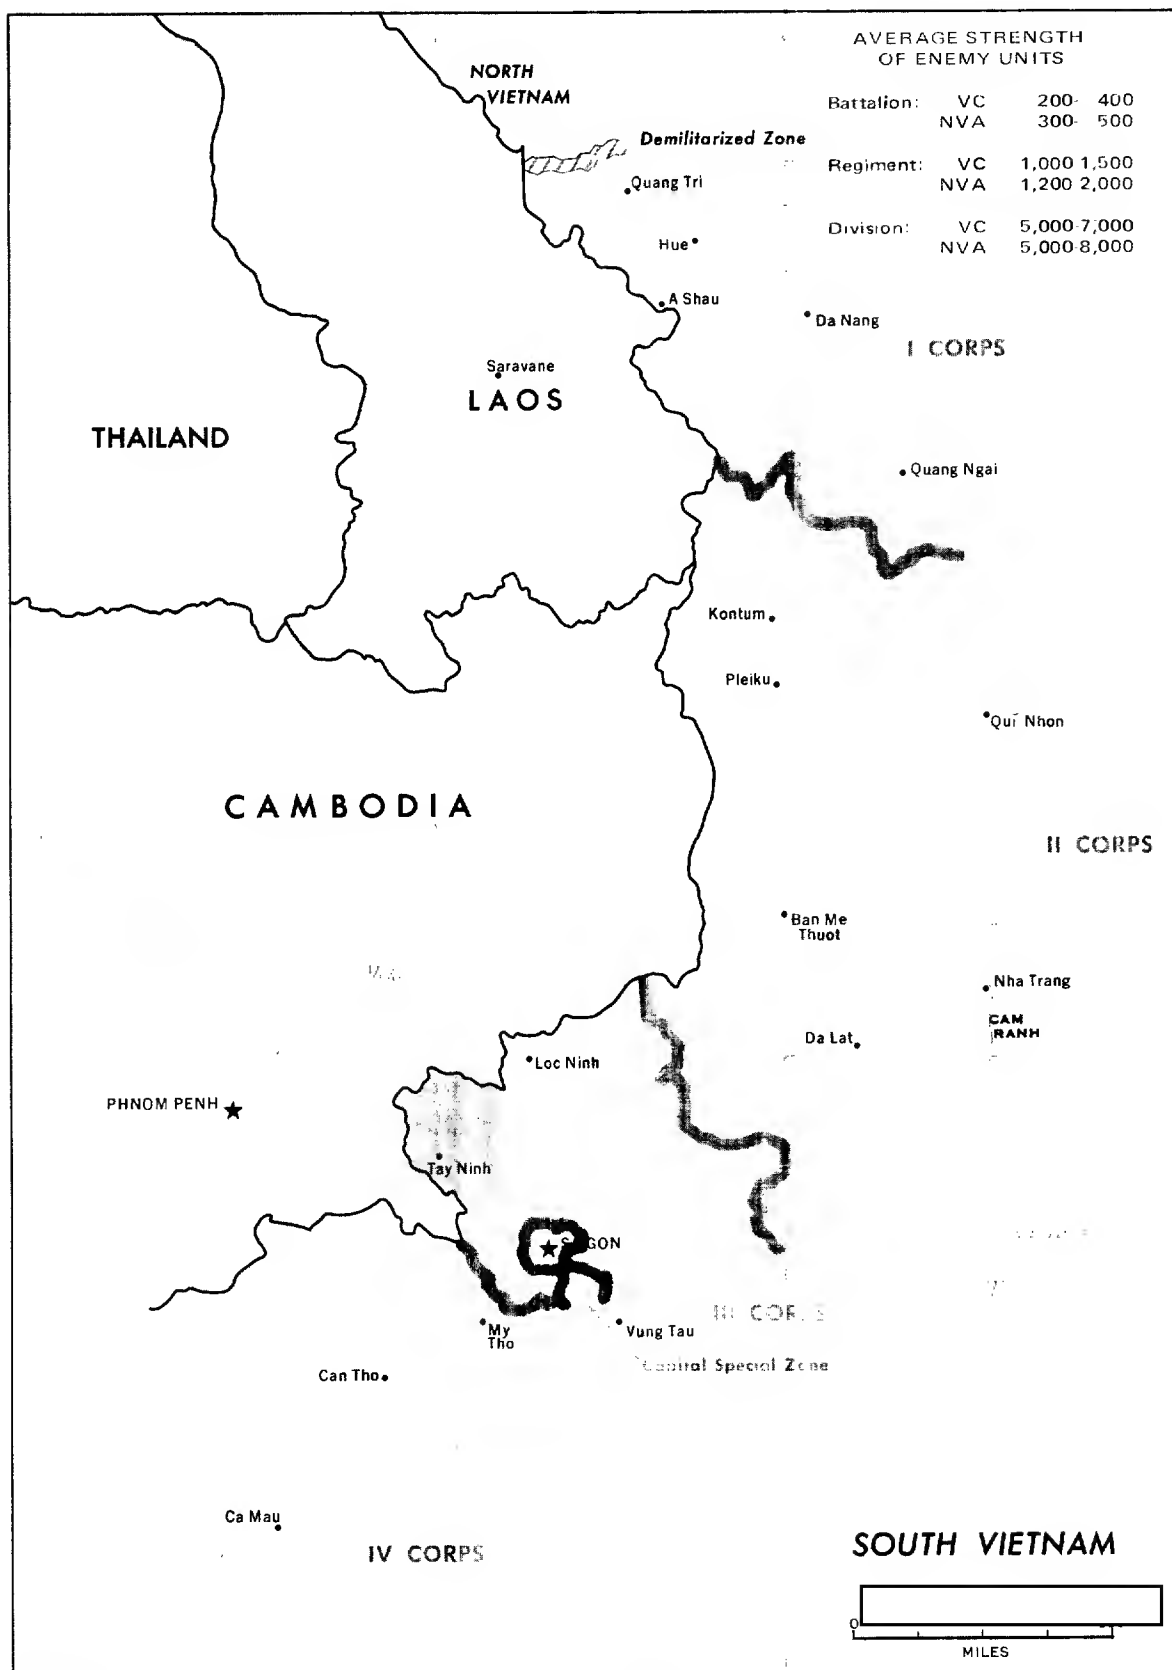 AVERAGE STRENGTH
OF ENEMY UNITS
Battalion: VC 200- 400
NVA 300- 500
Regiment: VC 1,000 1,500
NVA 1,200 2,000
Division: VC 5,000-7,000
NVA 5,000-8,000
NORTH
VIETNAM
Demilitarized Zone
Quang Tri
Hue
A Shau
Da Nang
I CORPS
Saravane
LAOS
THAILAND
Quang Ngai
Kontum
Pleiku
Qui Nhon
CAMBODIA
II CORPS
Ban Me
Thuot
Nha Trang
CAM
RANH
Da Lat
Loc Ninh
PHNOM PENH
Tay Ninh
SAIGON
III CORPS
My
Tho
Vung Tau
Capital Special Zone
Can Tho
Ca Mau
IV CORPS
SOUTH VIETNAM
0
MILES